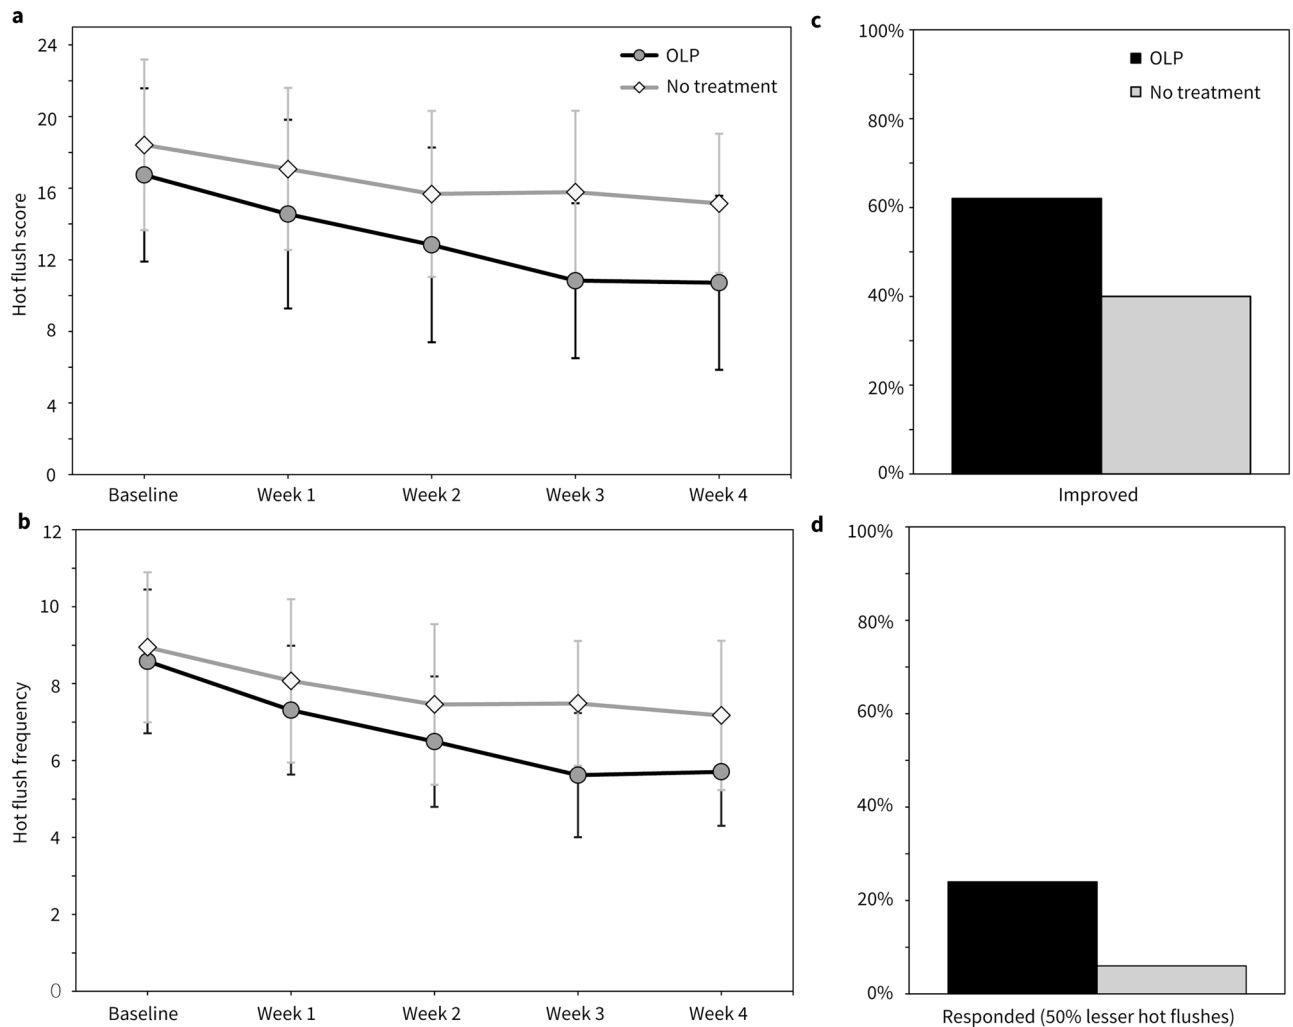 a
24
20
16
12
8
4
0
Hot flush score
OLP
No treatment
Baseline
Week 1
Week 2
Week 3
Week 4
b
12
10
8
6
4
2
0
Hot flush frequency
Baseline
Week 1
Week 2
Week 3
Week 4
c
100%
80%
60%
40%
20%
0%
OLP
No treatment
Improved
d
100%
80%
60%
40%
20%
0%
Responded (50% lesser hot flushes)